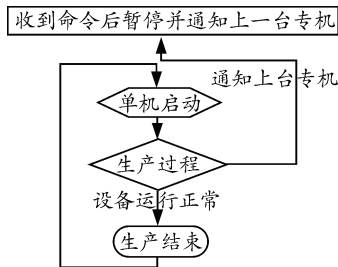 收到命令后暂停并通知上一台专机
通知上台专机
单机启动
生产过程
设备运行正常
生产结束